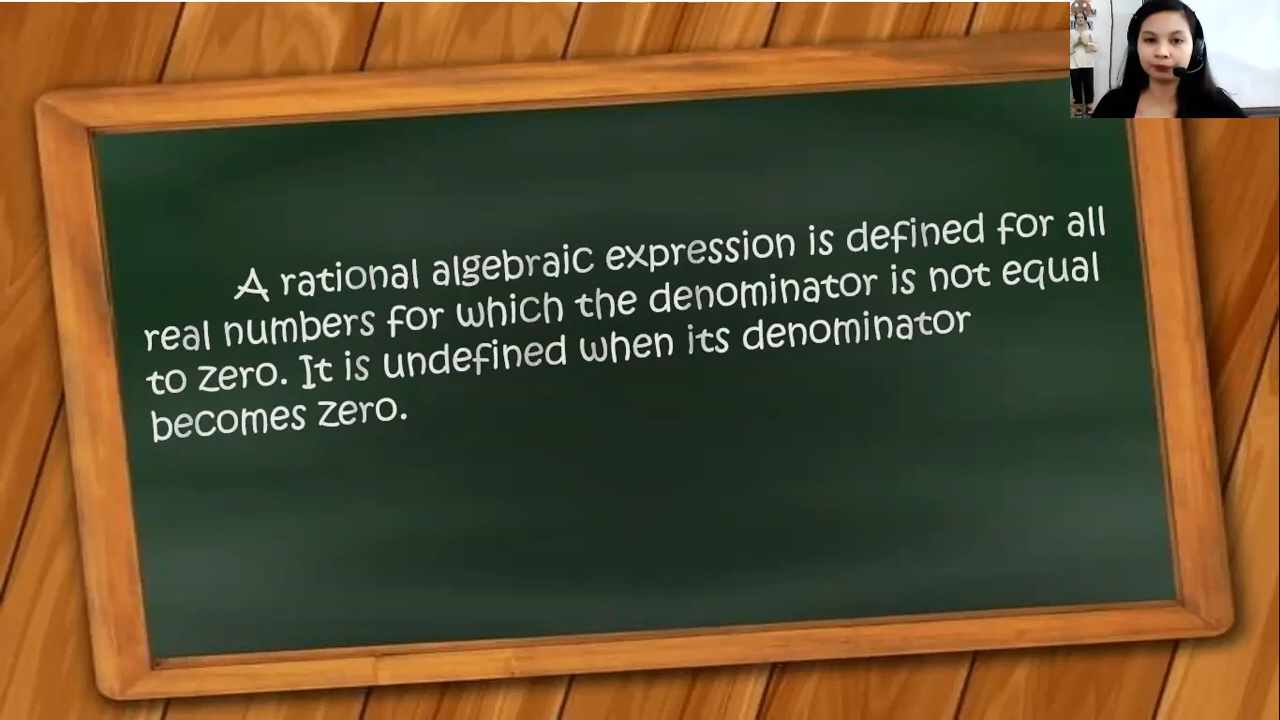 A rational algebraic expression is defined for all
real numbers for which the denominator is not equal
to zero. It is undefined when its denominator
becomes zero.